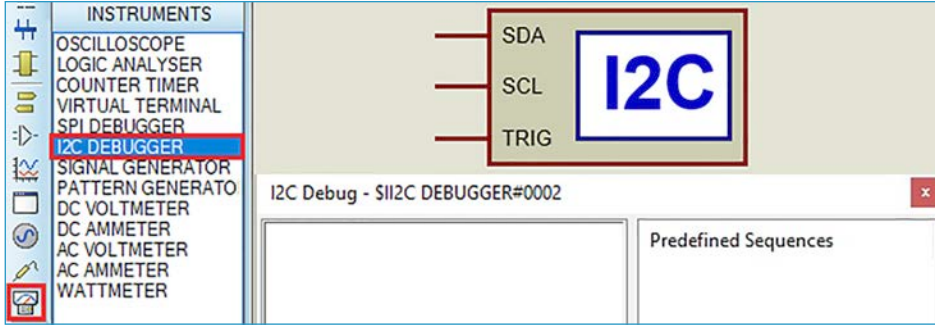 INSTRUMENTS
OSCILLOSCOPE
LOGIC ANALYSER
COUNTER TIMER
VIRTUAL TERMINAL
SPI DEBUGGER
I2C DEBUGGER
SIGNAL GENERATOR
PATTERN GENERATO
DC VOLTMETER
DC AMMETER
AC VOLTMETER
AC AMMETER
WATTMETER
SDA
SCL
TRIG
I2C
I2C Debug - $II2C DEBUGGER#0002
x
Predefined Sequences